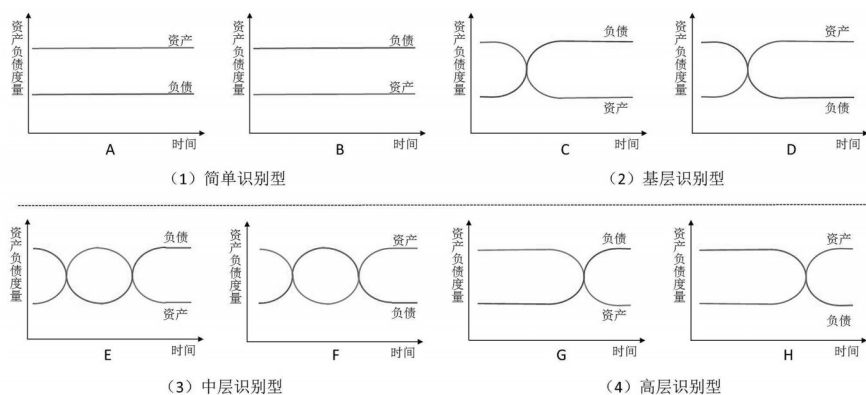 资产负债度量
资产
负债
时间
A
资产负债度量
负债
资产
时间
B
资产负债度量
负债
资产
时间
C
资产负债度量
资产
负债
时间
D
（1）简单识别型
（2）基层识别型
资产负债度量
负债
资产
时间
E
资产负债度量
资产
负债
时间
F
资产负债度量
负债
资产
时间
G
资产负债度量
资产
负债
时间
H
（3）中层识别型
（4）高层识别型